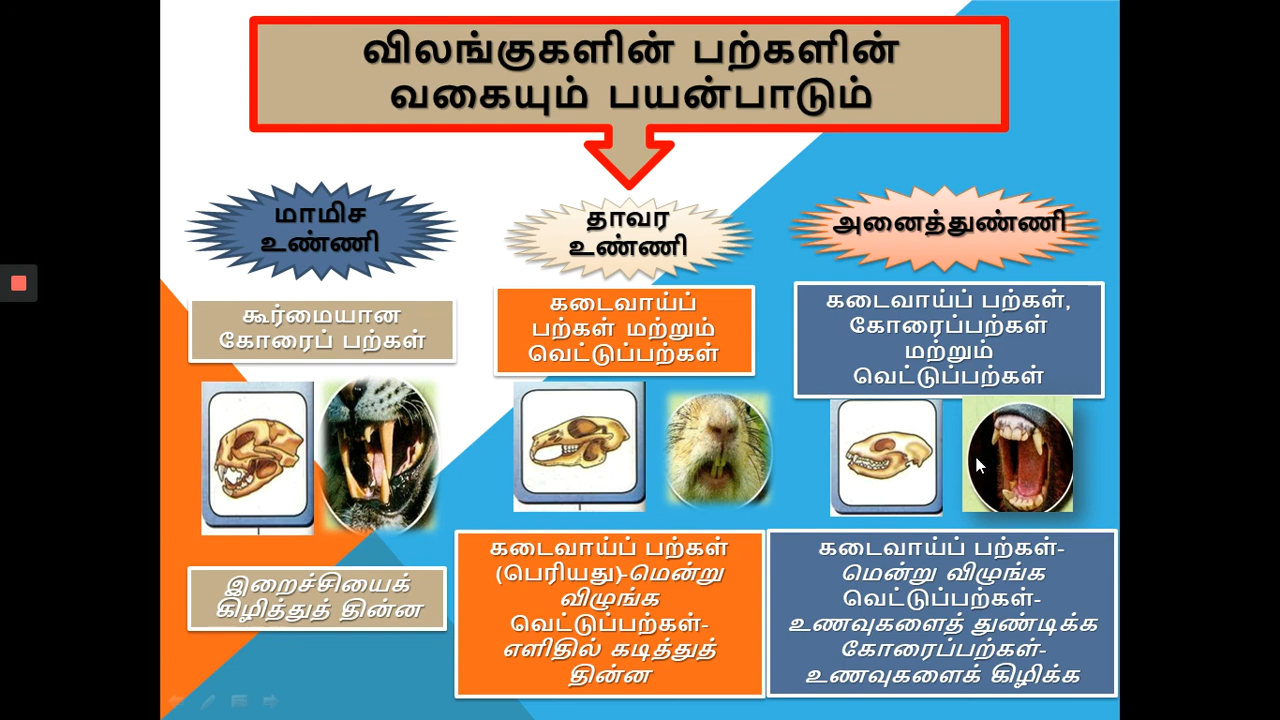 விலங்குகளின் பற்களின்
வகையும் பயன்பாடும்
மாமிச
உண்ணி
கூர்மையான
கோரைப் பற்கள்
இறைச்சியைக்
கிழித்துத் தின்ன
தாவர
உண்ணி
கடைவாய்ப்
பற்கள் மற்றும்
வெட்டுப்பற்கள்
கடைவாய்ப் பற்கள்
(பெரியது)-மென்று
விழுங்க
வெட்டுப்பற்கள்-
எளிதில் கடித்துத்
தின்ன
அனைத்துண்ணி
கடைவாய்ப் பற்கள்,
கோரைப்பற்கள்
மற்றும்
வெட்டுப்பற்கள்
கடைவாய்ப் பற்கள்-
மென்று விழுங்க
வெட்டுப்பற்கள்-
உணவுகளைத் துண்டிக்க
கோரைப்பற்கள்-
உணவுகளைக் கிழிக்க